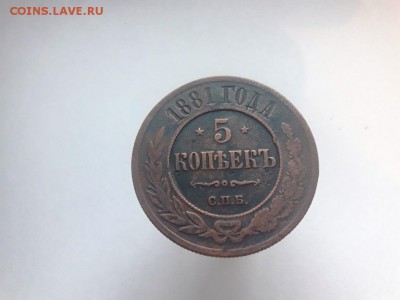 COINS.LAVE.RU
1881 ГОДА
* 5 *
КОПѢЕКЪ
С.П.Б.